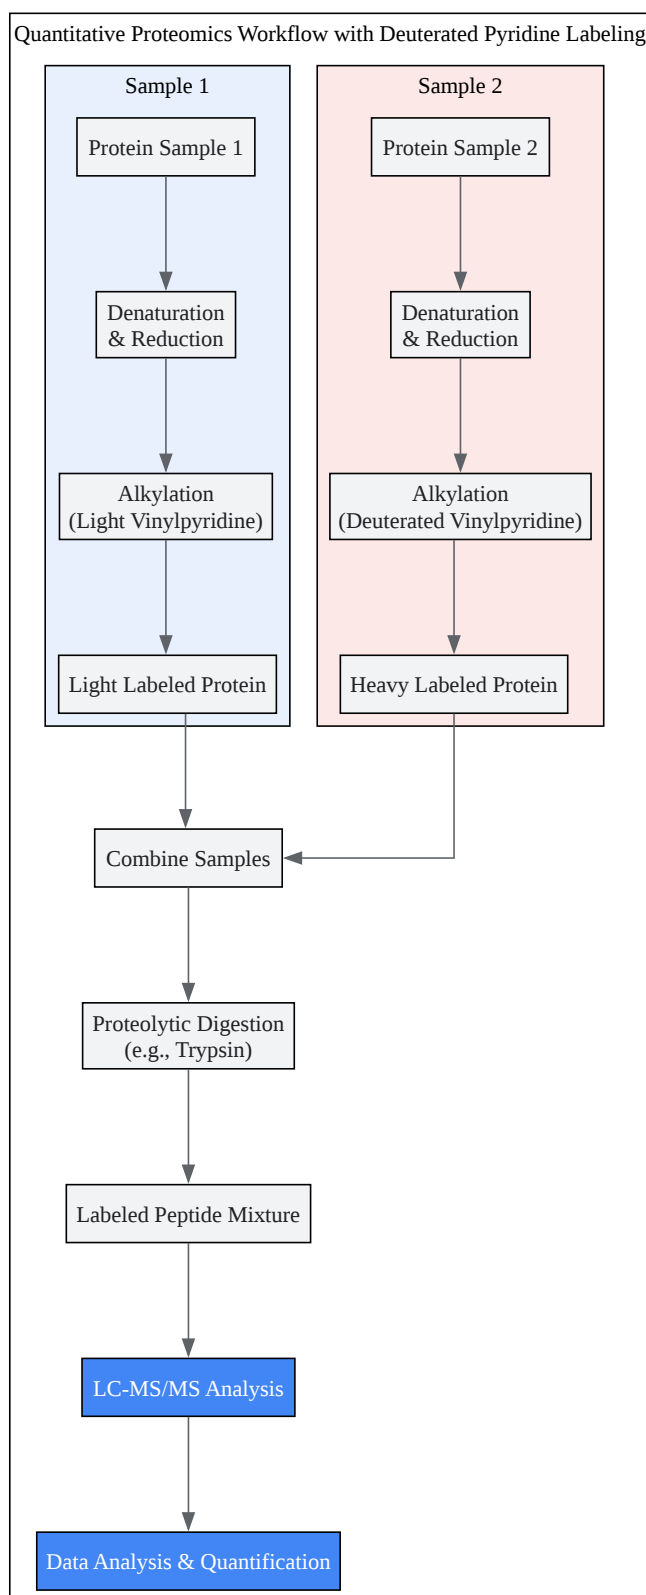 Quantitative Proteomics Workflow with Deuterated Pyridine Labeling
Sample 1
Protein Sample 1
Denaturation
& Reduction
Alkylation
(Light Vinylpyridine)
Light Labeled Protein
Sample 2
Protein Sample 2
Denaturation
& Reduction
Alkylation
(Deuterated Vinylpyridine)
Heavy Labeled Protein
Combine Samples
Proteolytic Digestion
(e.g., Trypsin)
Labeled Peptide Mixture
LC-MS/MS Analysis
Data Analysis & Quantification